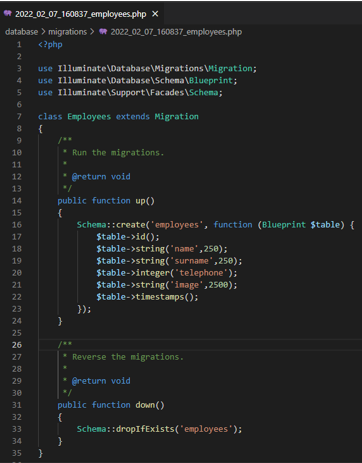 2022_02_07_160837_employees.php ×
database > migrations > 2022_02_07_160837_employees.php
1 <?php
2
3 use Illuminate\Database\Migrations\Migration;
4 use Illuminate\Database\Schema\Blueprint;
5 use Illuminate\Support\Facades\Schema;
6
7 class Employees extends Migration
8 {
9 /**
10 * Run the migrations.
11 *
12 * @return void
13 */
14 public function up()
15 {
16 Schema::create('employees', function (Blueprint $table) {
17 $table->id();
18 $table->string('name',250);
19 $table->string('surname',250);
20 $table->integer('telephone');
21 $table->string('image',2500);
22 $table->timestamps();
23 });
24 }
25
26 /**
27 * Reverse the migrations.
28 *
29 * @return void
30 */
31 public function down()
32 {
33 Schema::dropIfExists('employees');
34 }
35 }